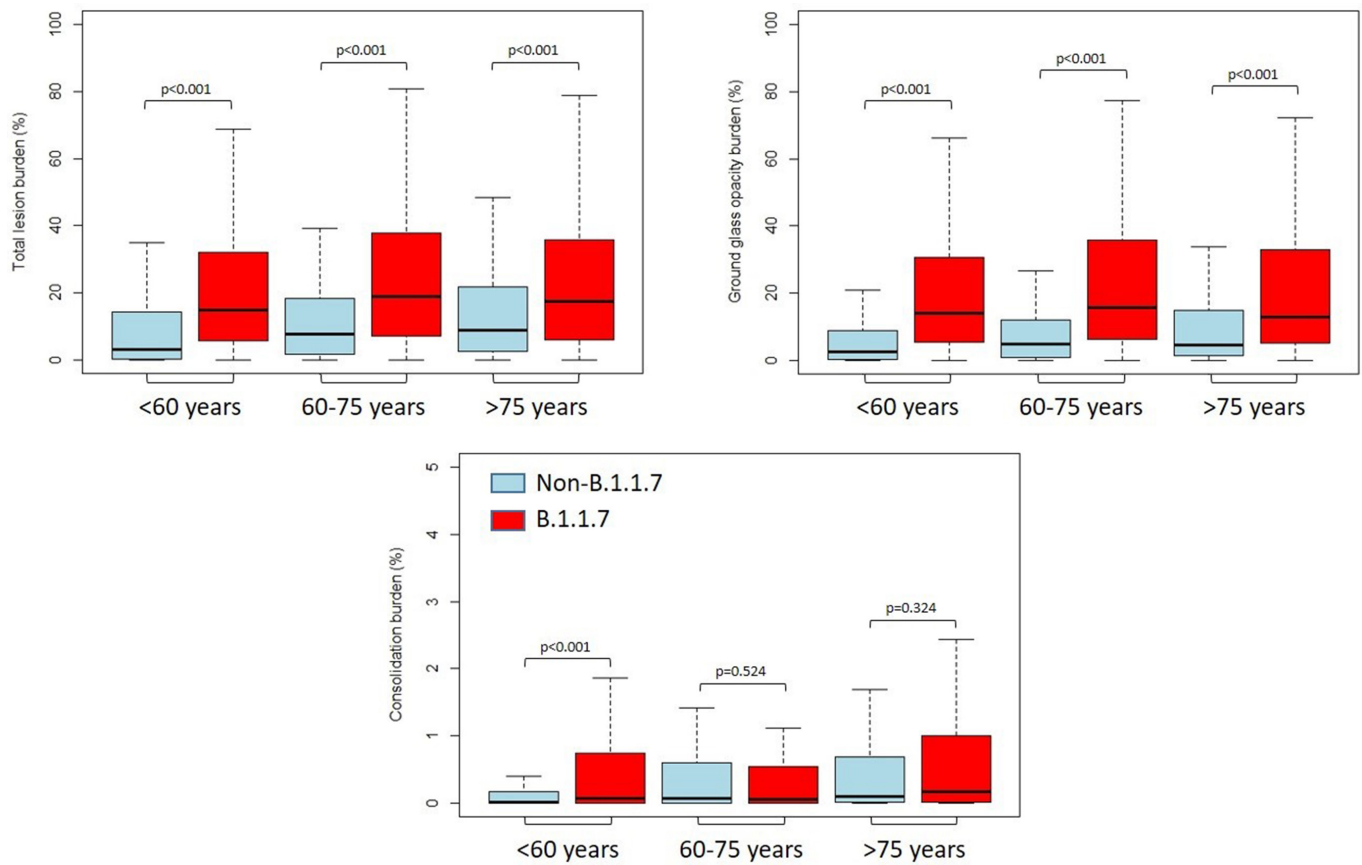 Total lesion burden (%)
100
80
60
40
20
0
p<0.001
p<0.001
p<0.001
<60 years
60-75 years
>75 years
Ground glass opacity burden (%)
100
80
60
40
20
0
p<0.001
p<0.001
p<0.001
<60 years
60-75 years
>75 years
Consolidation burden (%)
5
4
3
2
1
0
Non-B.1.1.7
B.1.1.7
p<0.001
p=0.524
p=0.324
<60 years
60-75 years
>75 years